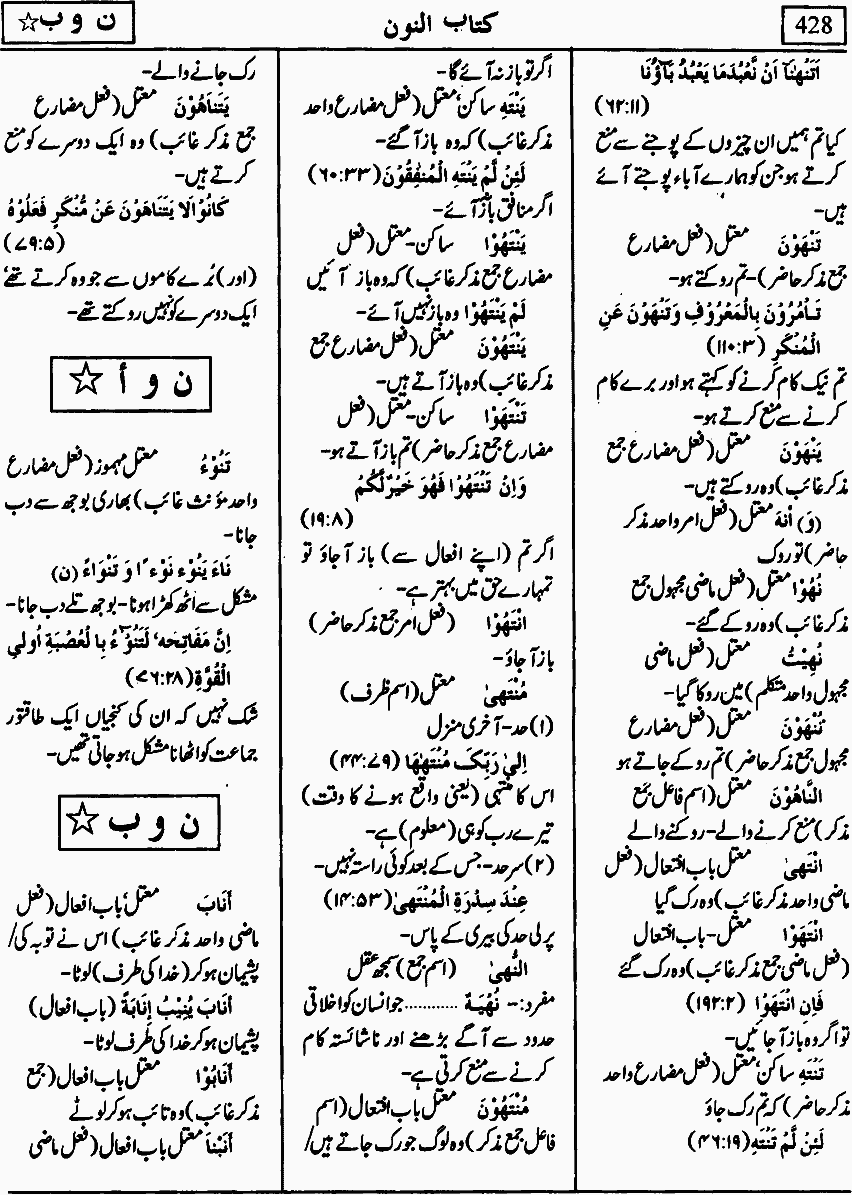 428
کتاب النون
ن و ب ☆
اَتَنْهٰنَآ اَنْ نَّعْبُدَ مَا يَعْبُدُ بَآؤُنَا
(۶۲:۱۱)
کیا تم ہمیں ان چیزوں کے پوجنے سے منع
کرتے ہو جن کو ہمارے آباء پوجتے آئے
ہیں-
تَنْهَوْنَ معتل (فعل مضارع
جمع مذکر حاضر)-تم روکتے ہو-
تَاْمُرُوْنَ بِالْمَعْرُوْفِ وَتَنْهَوْنَ عَنِ
الْمُنْكَرِ (۱۱۰:۳)
تم نیک کام کرنے کو کہتے ہو اور برے کام
کرنے سے منع کرتے ہو-
يَنْهَوْنَ معتل (فعل مضارع جمع
مذکر غائب) وہ روکتے ہیں-
(وَ) اَنْهَ معتل (فعل امر واحد مذکر
حاضر) تو روک
نُهُوْا معتل (فعل ماضی مجہول جمع
مذکر غائب) وہ روکے گئے-
نُهِيْتُ معتل (فعل ماضی
مجہول واحد متکلم) میں روکا گیا-
تُنْهَوْنَ معتل (فعل مضارع
مجہول جمع مذکر حاضر) تم روکے جاتے ہو
النَّاهُوْنَ معتل (اسم فاعل جمع
مذکر) منع کرنے والے-روکنے والے
انْتَهیٰ معتل باب افتعال (فعل
ماضی واحد مذکر غائب) وہ رک گیا
انْتَهَوْا معتل-باب افتعال
(فعل ماضی جمع مذکر غائب) وہ رک گئے
فَاِنِ انْتَهَوْا (۱۹۲:۲)
تو اگر وہ باز آجائیں-
تَنْتَهِ ساکن، معتل (فعل مضارع واحد
مذکر حاضر) کہ تم رک جاؤ
لَئِنْ لَّمْ تَنْتَهِ (۴۶:۱۹)
اگر تو باز نہ آئے گا-
يَنْتَهِ ساکن، معتل (فعل مضارع واحد
مذکر غائب) کہ وہ باز آگئے-
لَئِنْ لَّمْ يَنْتَهِ الْمُنٰفِقُوْنَ (۶۰:۳۳)
اگر منافق باز آئے-
يَنْتَهُوْا ساکن-معتل (فعل
مضارع جمع مذکر غائب) کہ وہ باز آئیں
لَمْ يَنْتَهُوْا وہ باز نہیں آئے-
يَنْتَهُوْنَ معتل (فعل مضارع جمع
مذکر غائب) وہ باز آتے ہیں-
تَنْتَهُوْا ساکن-معتل (فعل
مضارع جمع مذکر حاضر) تم باز آتے ہو-
وَاِنْ تَنْتَهُوْا فَهُوَ خَيْرٌلَّكُمْ
(۱۹:۸)
اگر تم (اپنے افعال سے) باز آجاؤ تو
تمہارے حق میں بہتر ہے-
انْتَهُوْا (فعل امر جمع مذکر حاضر)
باز آجاؤ-
مُنْتَهیٰ معتل (اسم ظرف)
(۱) حد-آخری منزل
اِلیٰ رَبِّکَ مُنْتَهٰهَا (۴۴:۷۹)
اس کا منتہی (یعنی واقع ہونے کا وقت)
تیرے رب کو ہی (معلوم) ہے-
(۲) سرحد-جس کے بعد کوئی راستہ نہیں-
عِنْدَ سِدْرَةِ الْمُنْتَهیٰ (۱۴:۵۳)
پرلی حد کی بیری کے پاس-
النُّهیٰ (اسم جمع) سمجھ عقل
مفرد:- نُهْيَة ............ جو انسان کو اخلاقی
حدود سے آگے بڑھنے اور ناشائستہ کام
کرنے سے منع کرتی ہے-
مُنْتَهُوْنَ معتل باب افتعال (اسم
فاعل جمع مذکر) وہ لوگ جو رک جاتے ہیں/
رک جانے والے-
يَتَنَاهَوْنَ معتل (فعل مضارع
جمع مذکر غائب) وہ ایک دوسرے کو منع
کرتے ہیں-
كَانُوْا لَا يَتَنَاهَوْنَ عَنْ مُّنْكَرٍ فَعَلُوْهُ
(۷۹:۵)
(اور) بُرے کاموں سے جو وہ کرتے تھے
ایک دوسرے کو نہیں روکتے تھے-
ن و أ ☆
تَنُوْءُ معتل مہموز (فعل مضارع
واحد مؤنث غائب) بھاری بوجھ سے دب
جانا-
نَاءَ يَنُوْءُ نَوْءًا وَ تَنْوَاءً (ن)
مشکل سے اٹھ کھڑا ہونا-بوجھ تلے دب جانا-
اِنَّ مَفَاتِحَه، لَتَنُوْٓءُ بِا لْعُصْبَةِ اُولِي
الْقُوَّةِ (۷۶:۲۸)
شک نہیں کہ ان کی کنجیاں ایک طاقتور
جماعت کو اٹھانا مشکل ہو جاتی تھیں-
ن و ب ☆
اَنَابَ معتل، باب افعال (فعل
ماضی واحد مذکر غائب) اس نے توبہ کی/
پشیمان ہو کر (خدا کی طرف) لوٹا-
اَنَابَ يُنِيْبُ اِنَابَةً (باب افعال)
پشیمان ہو کر خدا کی طرف لوٹا-
اَنَابُوْا معتل باب افعال (جمع
مذکر غائب) وہ تائب ہو کر لوٹے
اَنَبْنَا معتل باب افعال (فعل ماضی